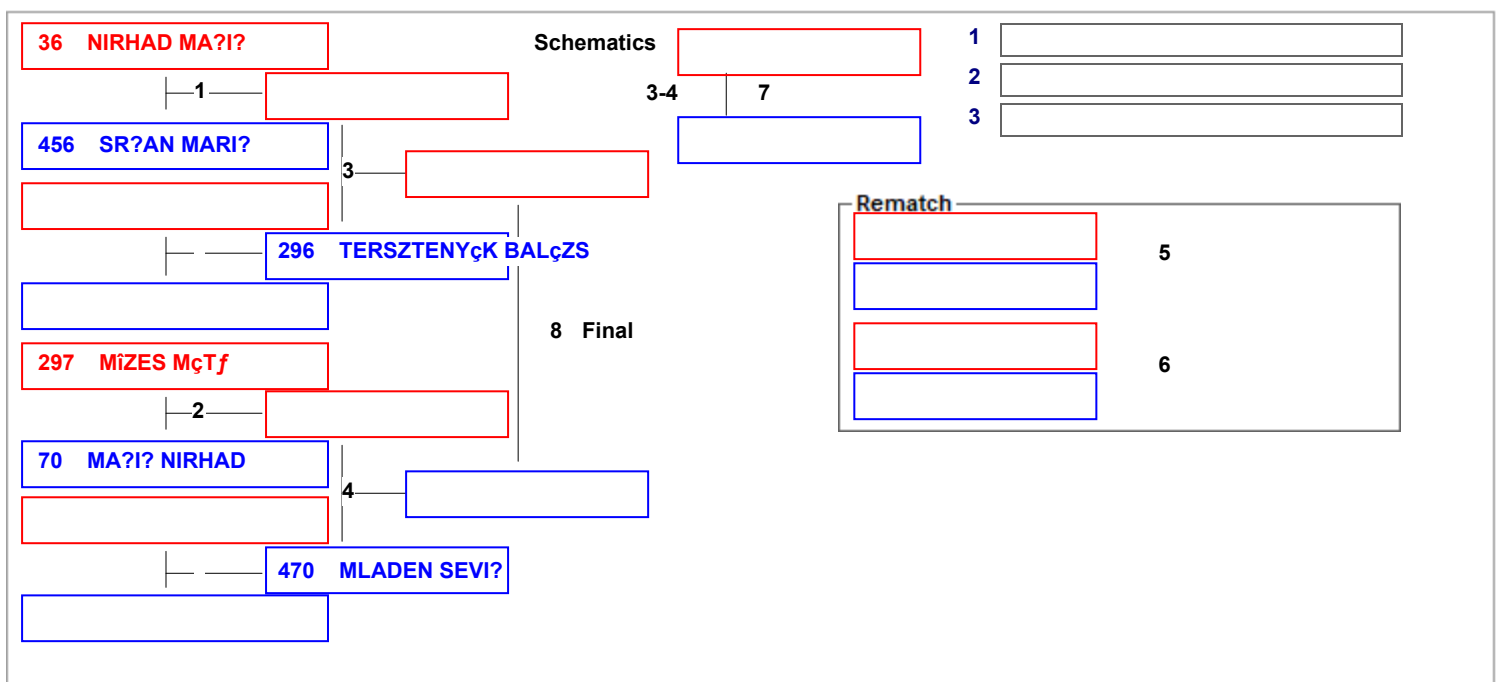 36 NIRHAD MA?I?
1
456 SR?AN MARI?
3
296 TERSZTENYçK BALçZS
297 MîZES MçTƒ
2
70 MA?I? NIRHAD
4
470 MLADEN SEVI?
8 Final
Schematics
3-4 7
1
2
3
Rematch
5
6